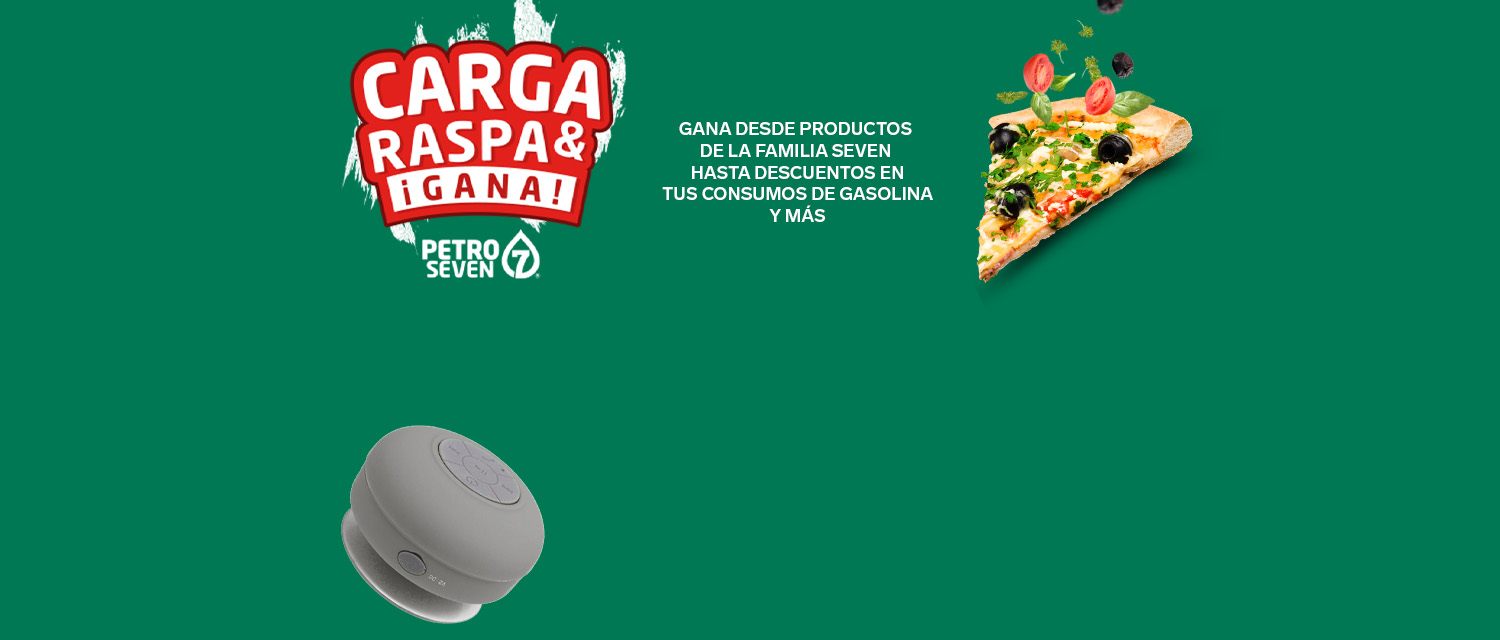 CARGA
RASPA &
¡GANA!
PETRO
SEVEN 7
GANA DESDE PRODUCTOS
DE LA FAMILIA SEVEN
HASTA DESCUENTOS EN
TUS CONSUMOS DE GASOLINA
Y MÁS